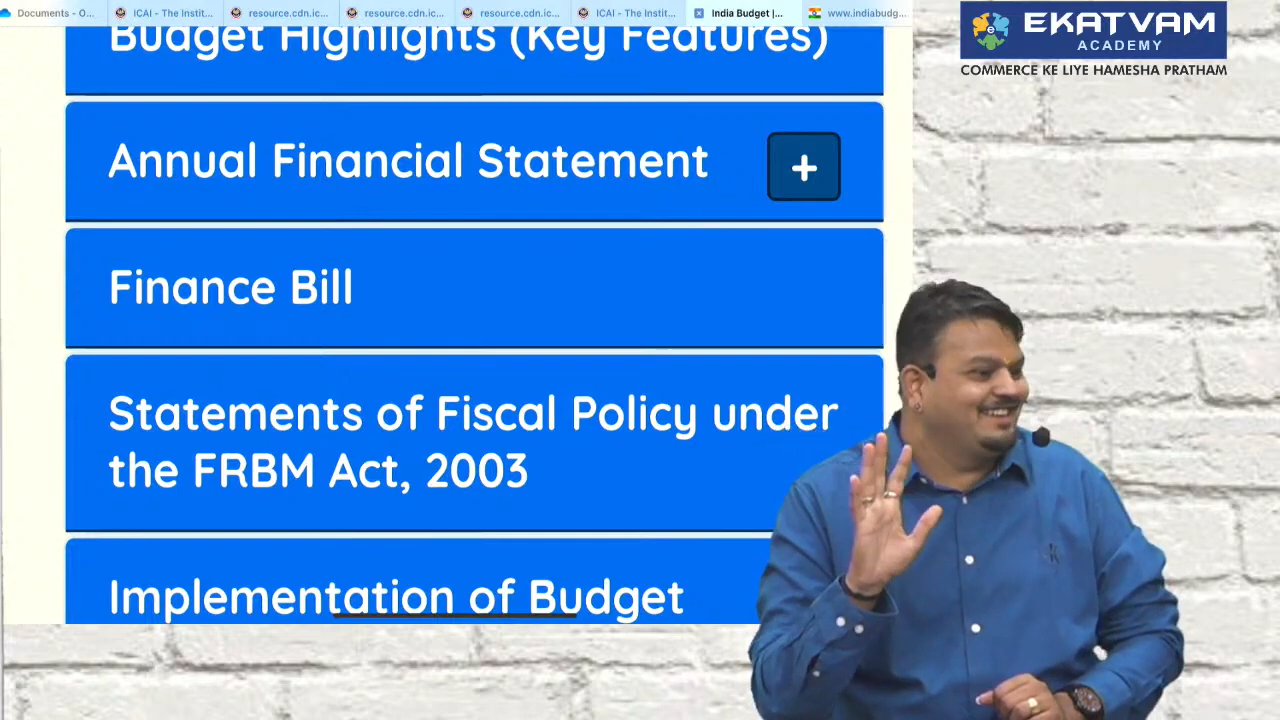 Documents - O...
ICAI - The Instit...
resource.cdn.ic...
resource.cdn.ic...
resource.cdn.ic...
ICAI - The Instit...
India Budget |...
www.indiabudg...
EKATVAM
ACADEMY
COMMERCE KE LIYE HAMESHA PRATHAM
Budget Highlights (Key Features)
Annual Financial Statement
+
Finance Bill
Statements of Fiscal Policy under
the FRBM Act, 2003
Implementation of Budget